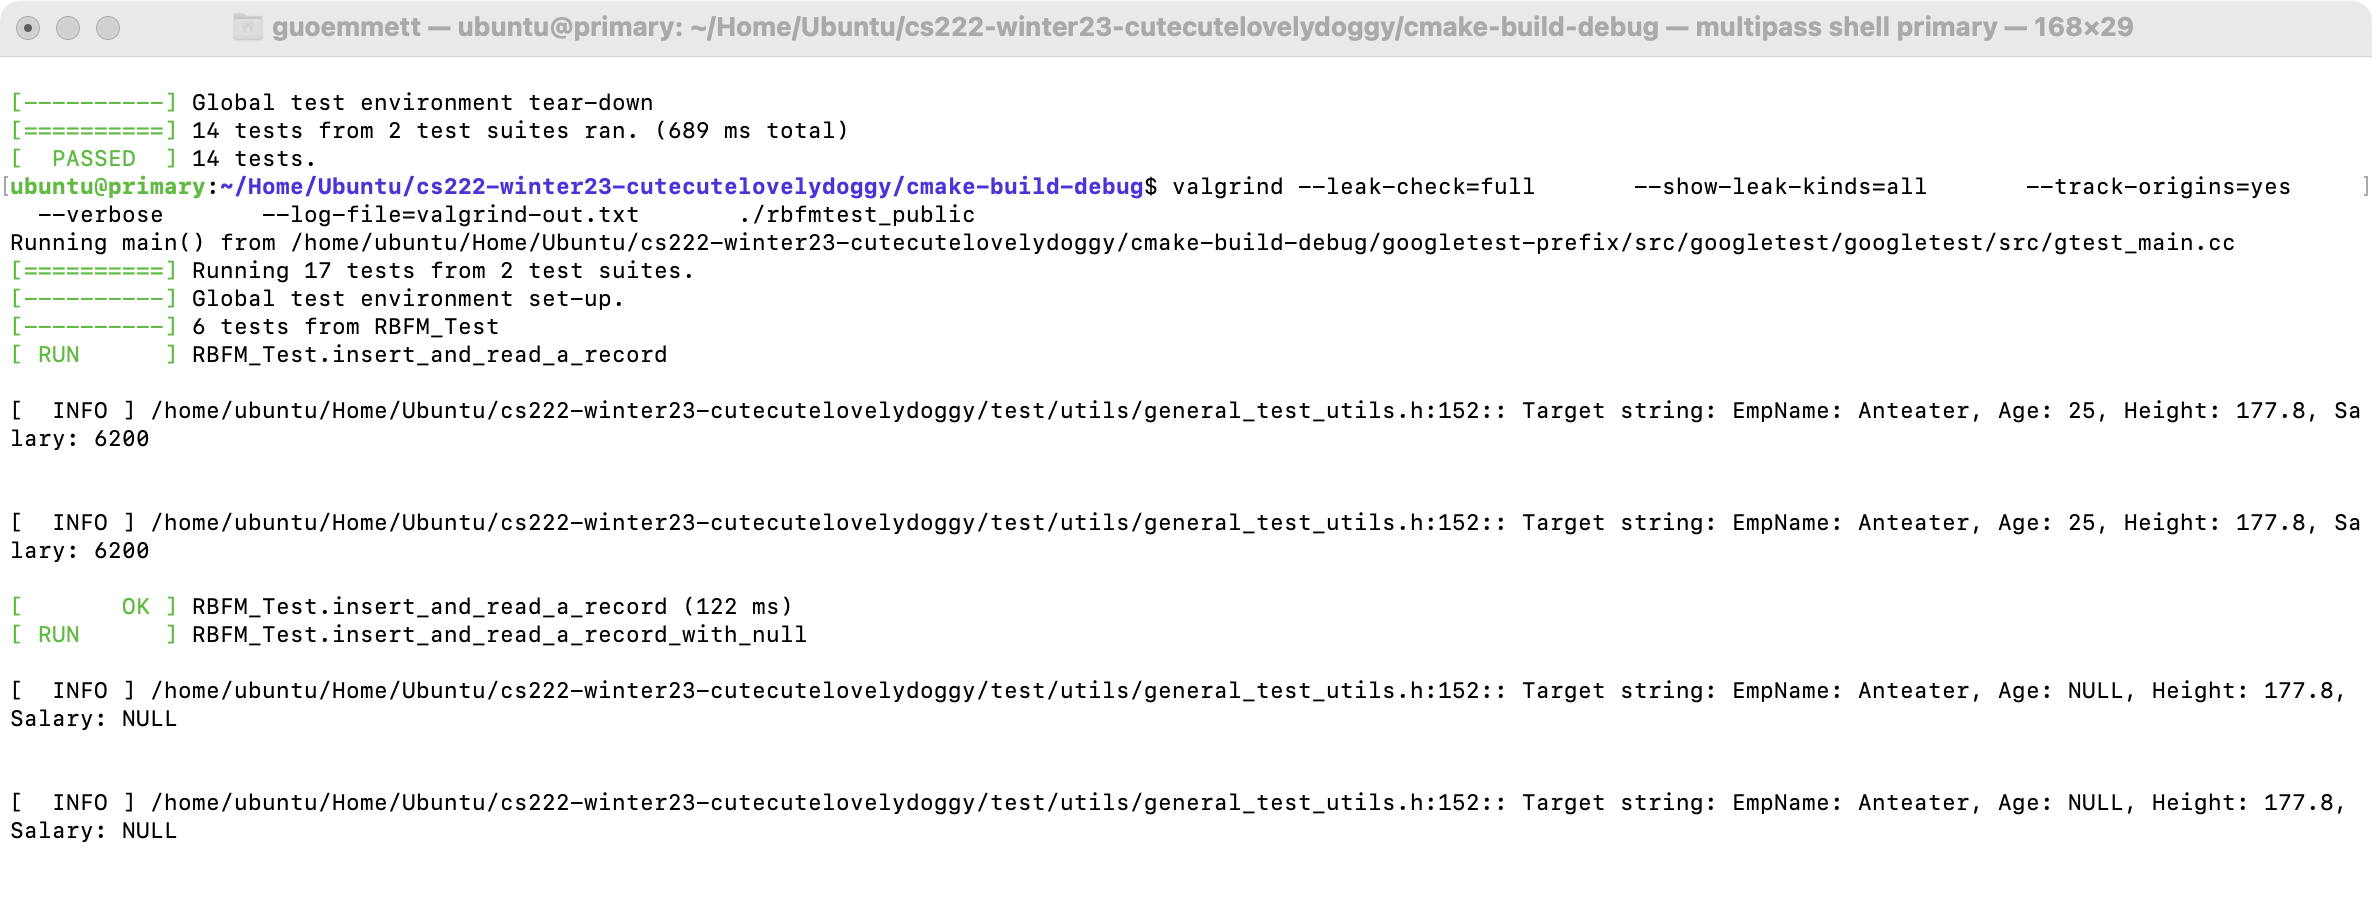 guoemmett — ubuntu@primary: ~/Home/Ubuntu/cs222-winter23-cutecutelovelydoggy/cmake-build-debug — multipass shell primary — 168×29
[----------] Global test environment tear-down
[==========] 14 tests from 2 test suites ran. (689 ms total)
[  PASSED  ] 14 tests.
[ubuntu@primary:~/Home/Ubuntu/cs222-winter23-cutecutelovelydoggy/cmake-build-debug$ valgrind --leak-check=full       --show-leak-kinds=all       --track-origins=yes     ]
  --verbose       --log-file=valgrind-out.txt       ./rbfmtest_public
Running main() from /home/ubuntu/Home/Ubuntu/cs222-winter23-cutecutelovelydoggy/cmake-build-debug/googletest-prefix/src/googletest/googletest/src/gtest_main.cc
[==========] Running 17 tests from 2 test suites.
[----------] Global test environment set-up.
[----------] 6 tests from RBFM_Test
[ RUN      ] RBFM_Test.insert_and_read_a_record
[  INFO ] /home/ubuntu/Home/Ubuntu/cs222-winter23-cutecutelovelydoggy/test/utils/general_test_utils.h:152:: Target string: EmpName: Anteater, Age: 25, Height: 177.8, Sa
lary: 6200
[  INFO ] /home/ubuntu/Home/Ubuntu/cs222-winter23-cutecutelovelydoggy/test/utils/general_test_utils.h:152:: Target string: EmpName: Anteater, Age: 25, Height: 177.8, Sa
lary: 6200
[       OK ] RBFM_Test.insert_and_read_a_record (122 ms)
[ RUN      ] RBFM_Test.insert_and_read_a_record_with_null
[  INFO ] /home/ubuntu/Home/Ubuntu/cs222-winter23-cutecutelovelydoggy/test/utils/general_test_utils.h:152:: Target string: EmpName: Anteater, Age: NULL, Height: 177.8,
Salary: NULL
[  INFO ] /home/ubuntu/Home/Ubuntu/cs222-winter23-cutecutelovelydoggy/test/utils/general_test_utils.h:152:: Target string: EmpName: Anteater, Age: NULL, Height: 177.8,
Salary: NULL